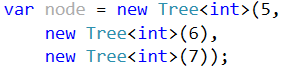 var node = new Tree<int>(5,
    new Tree<int>(6),
    new Tree<int>(7));